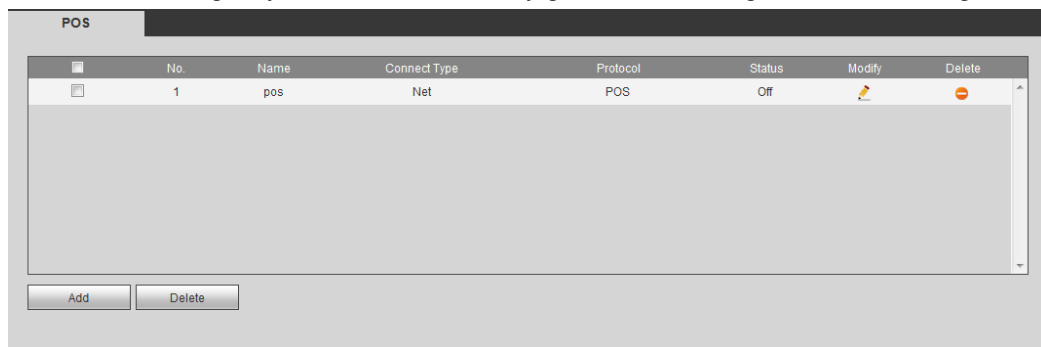 POS
No. Name Connect Type Protocol Status Modify Delete
1 pos Net POS Off
Add Delete